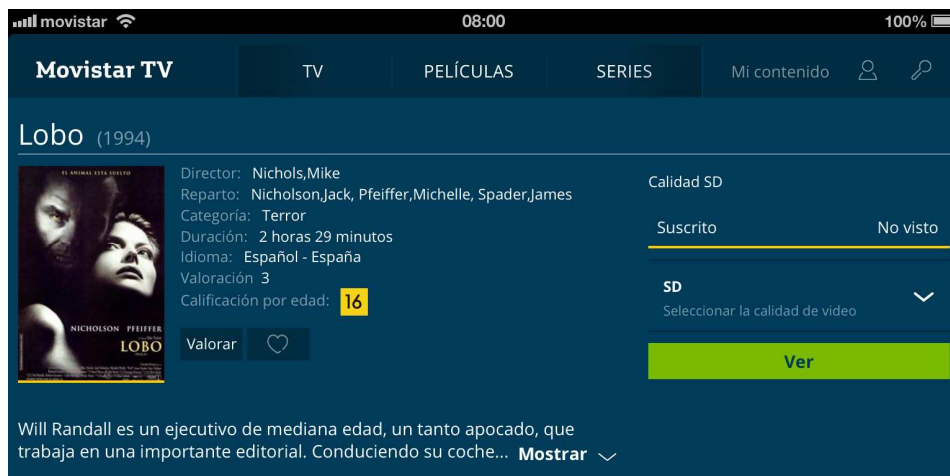 movistar 08:00 100%
Movistar TV TV PELÍCULAS SERIES Mi contenido
Lobo (1994)
EL ANIMAL ESTA SUELTO
NICHOLSON PFEIFFER
LOBO
Director: Nichols,Mike
Reparto: Nicholson,Jack, Pfeiffer,Michelle, Spader,James
Categoría: Terror
Duración: 2 horas 29 minutos
Idioma: Español - España
Valoración 3
Calificación por edad: 16
Valorar
Calidad SD
Suscrito No visto
SD
Seleccionar la calidad de video
Ver
Will Randall es un ejecutivo de mediana edad, un tanto apocado, que
trabaja en una importante editorial. Conduciendo su coche... Mostrar